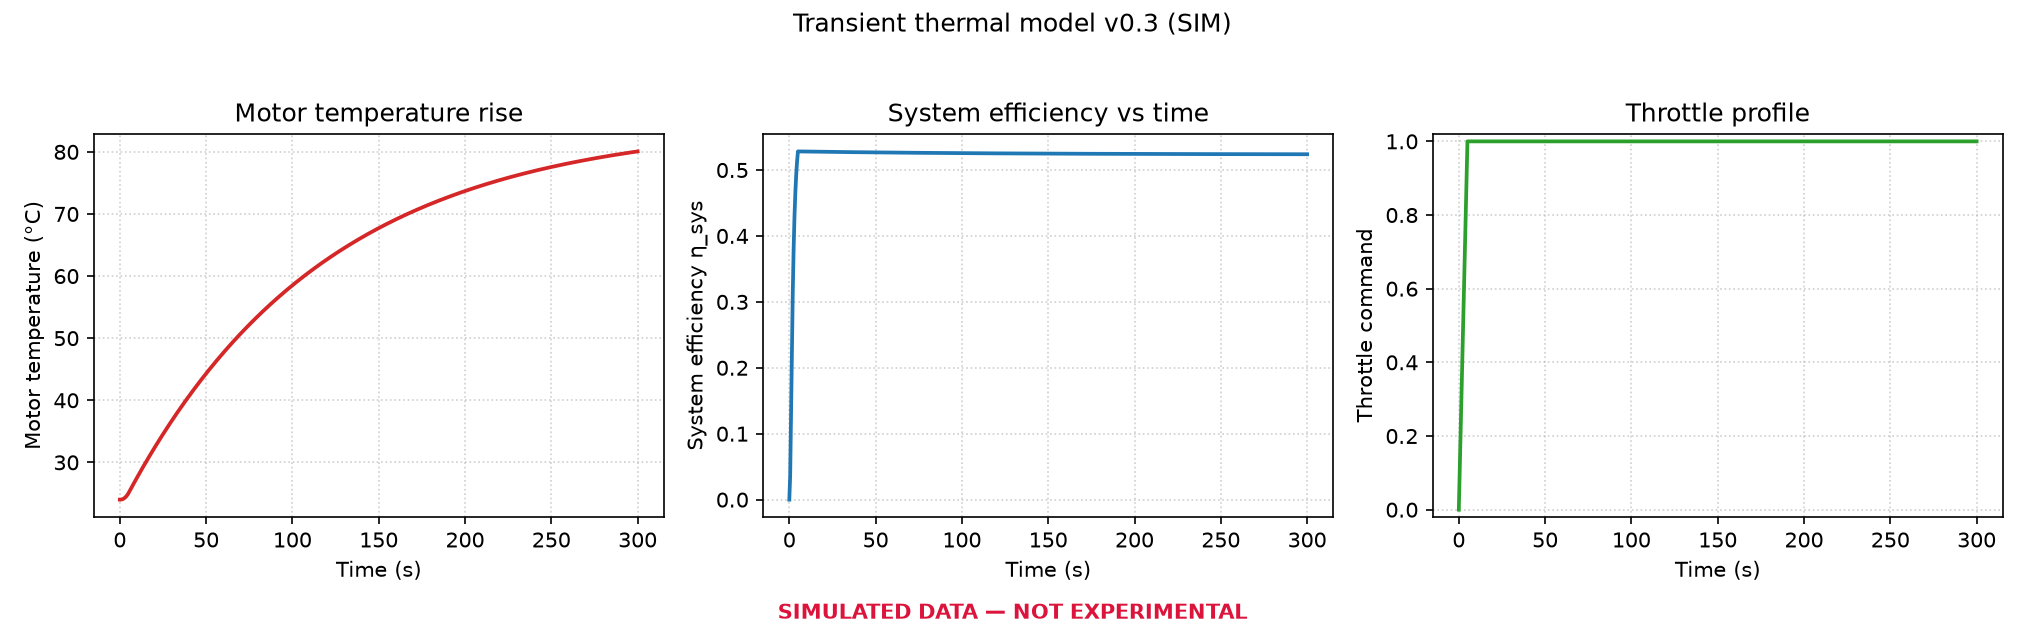 Transient thermal model v0.3 (SIM)
Motor temperature rise
Motor temperature (°C)
80
70
60
50
40
30
0 50 100 150 200 250 300
Time (s)
System efficiency vs time
System efficiency η_sys
0.5
0.4
0.3
0.2
0.1
0.0
0 50 100 150 200 250 300
Time (s)
Throttle profile
Throttle command
1.0
0.8
0.6
0.4
0.2
0.0
0 50 100 150 200 250 300
Time (s)
SIMULATED DATA — NOT EXPERIMENTAL